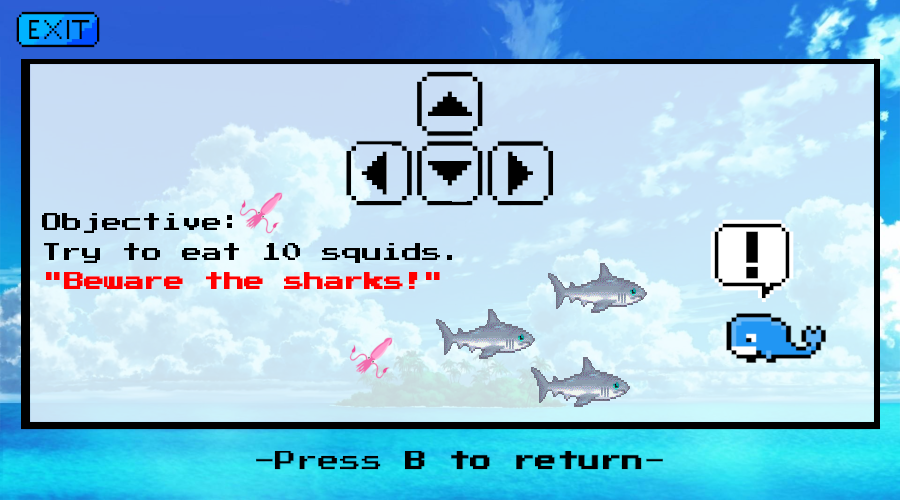 EXIT
Objective:
Try to eat 10 squids.
"Beware the sharks!"
!
-Press B to return-